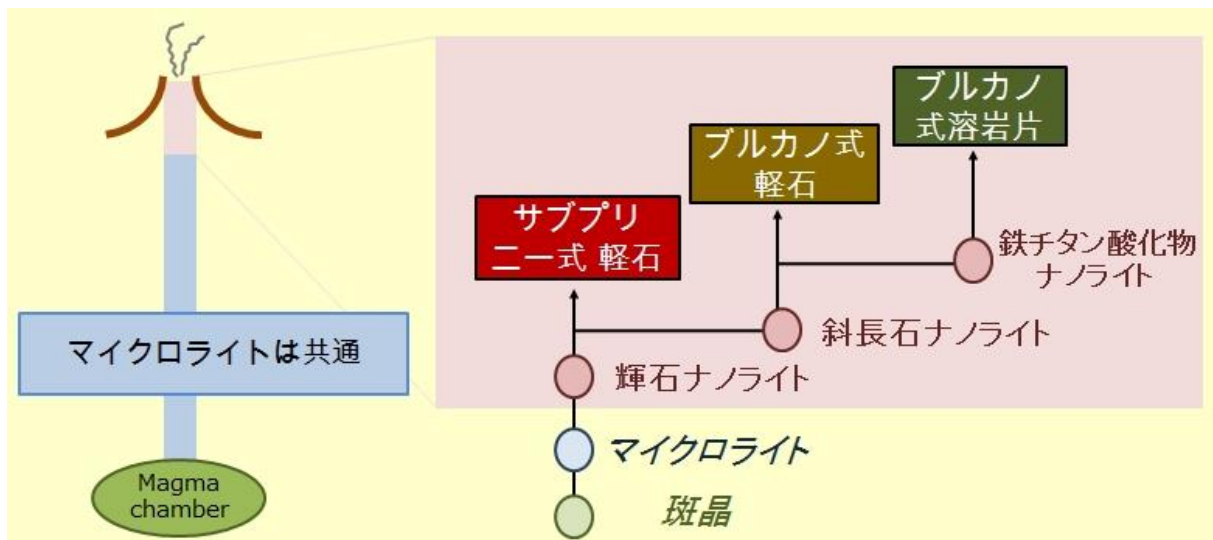 マイクロライトは共通
Magma
chamber
ブルカノ
式溶岩片
ブルカノ式
軽石
サブプリ
ニー式 軽石
鉄チタン酸化物
ナノライト
斜長石ナノライト
輝石ナノライト
マイクロライト
斑晶